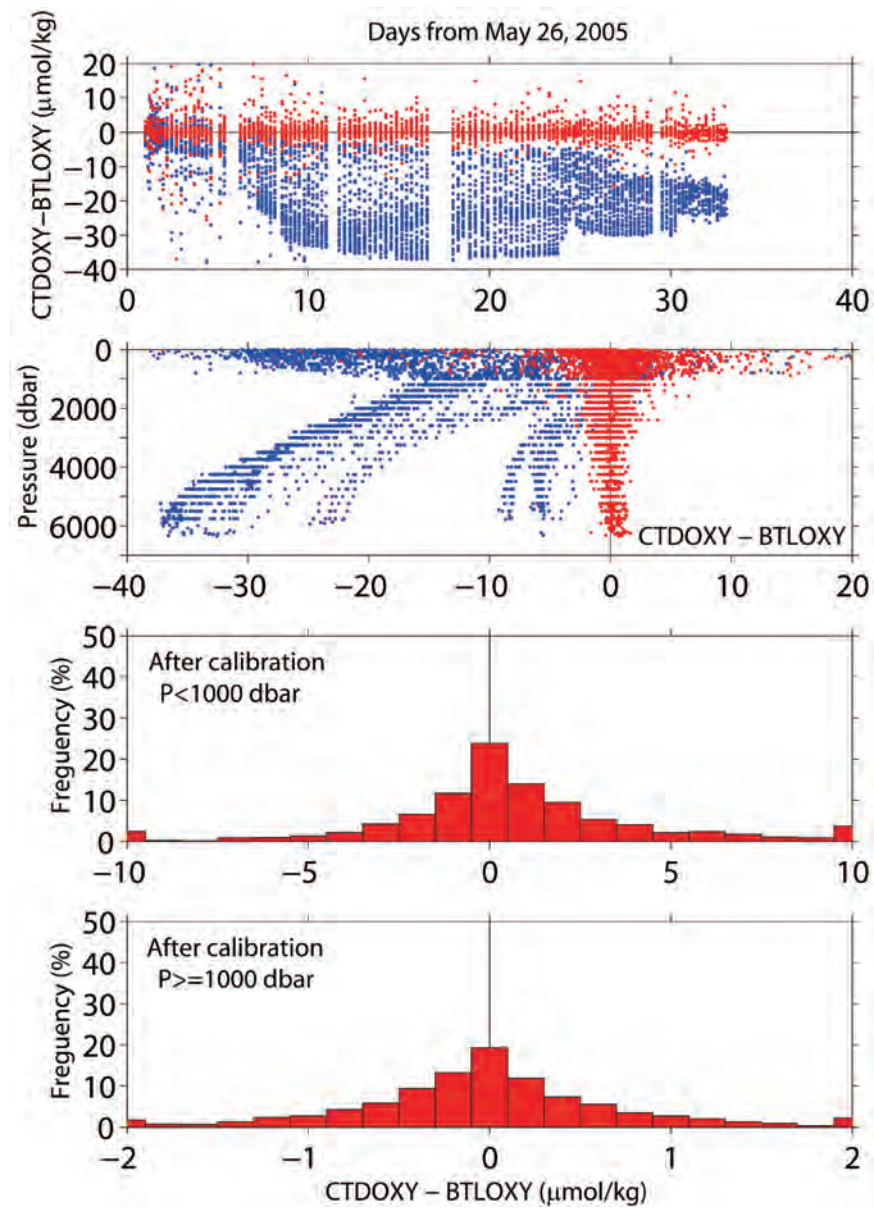 Days from May 26, 2005
CTDOXY−BTLOXY (μmol/kg)
20
10
0
−10
−20
−30
−40
0 10 20 30 40
Pressure (dbar)
0
2000
4000
6000
CTDOXY − BTLOXY
−40 −30 −20 −10 0 10 20
Freguency (%)
50
40
30
20
10
0
After calibration
P<1000 dbar
−10 −5 0 5 10
Freguency (%)
50
40
30
20
10
0
After calibration
P>=1000 dbar
−2 −1 0 1 2
CTDOXY − BTLOXY (μmol/kg)